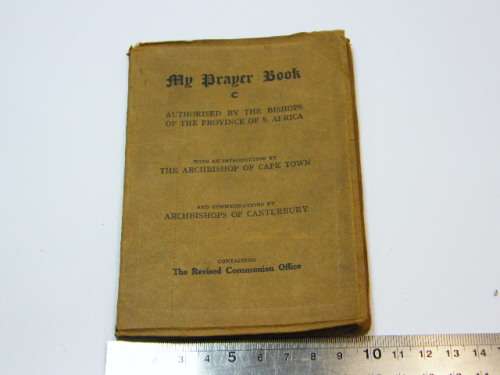 My Prayer Book
AUTHORISED BY THE BISHOPS
OF THE PROVINCE OF S. AFRICA
WITH AN INTRODUCTION BY
THE ARCHBISHOP OF CAPE TOWN
AND COMMENDATIONS BY
ARCHBISHOPS OF CANTERBURY
CONTAINING
The Revised Communion Office
2 3 4 5 6 7 8 9 10 11 12 13 14